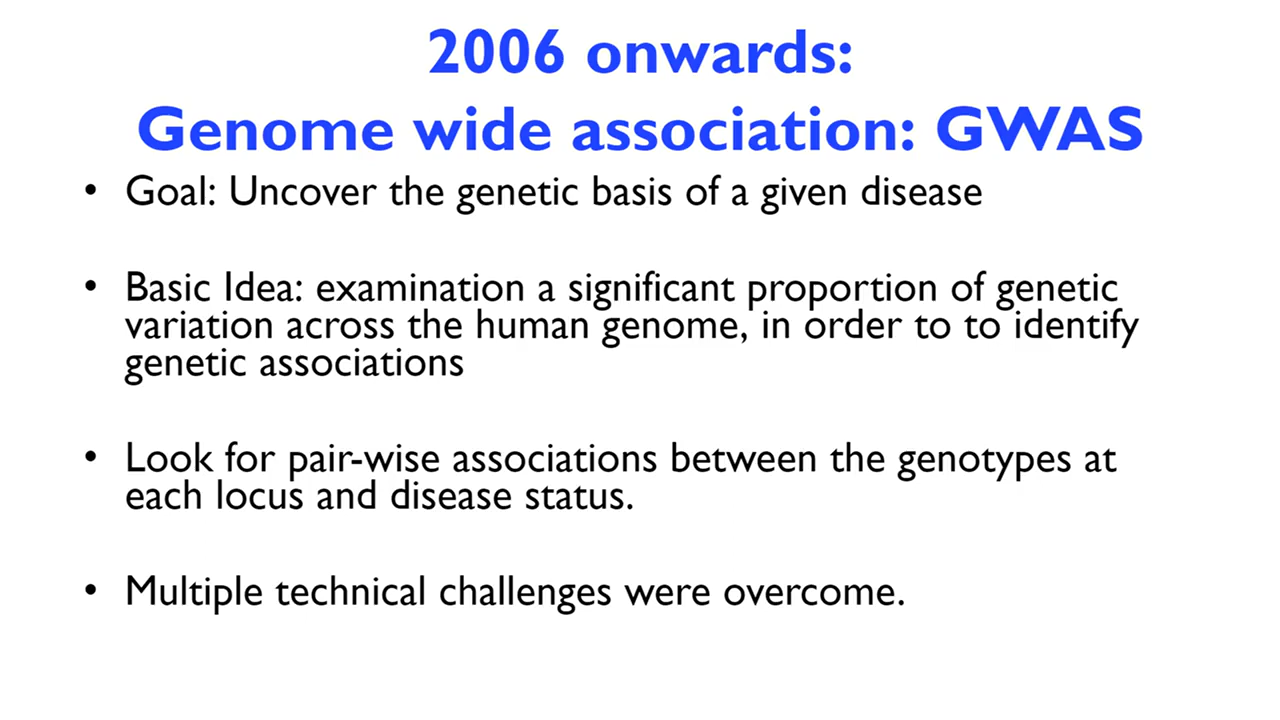 2006 onwards:
Genome wide association: GWAS
• Goal: Uncover the genetic basis of a given disease
• Basic Idea: examination a significant proportion of genetic
variation across the human genome, in order to to identify
genetic associations
• Look for pair-wise associations between the genotypes at
each locus and disease status.
• Multiple technical challenges were overcome.